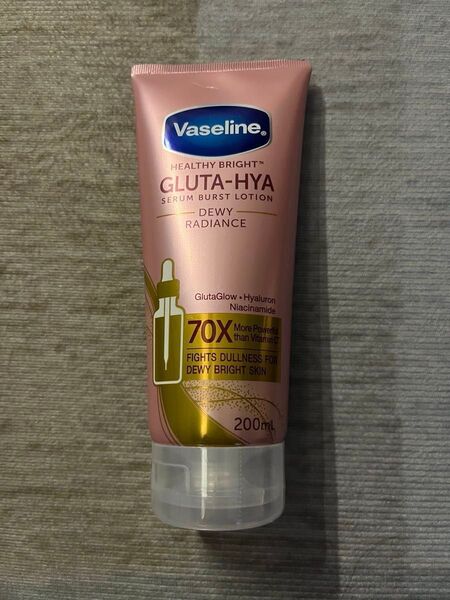 Vaseline®
HEALTHY BRIGHT™
GLUTA-HYA
SERUM BURST LOTION
DEWY
RADIANCE
GlutaGlow • Hyaluron
Niacinamide
70X More Powerful
than Vitamin C*
FIGHTS DULLNESS FOR
DEWY BRIGHT SKIN
200mL